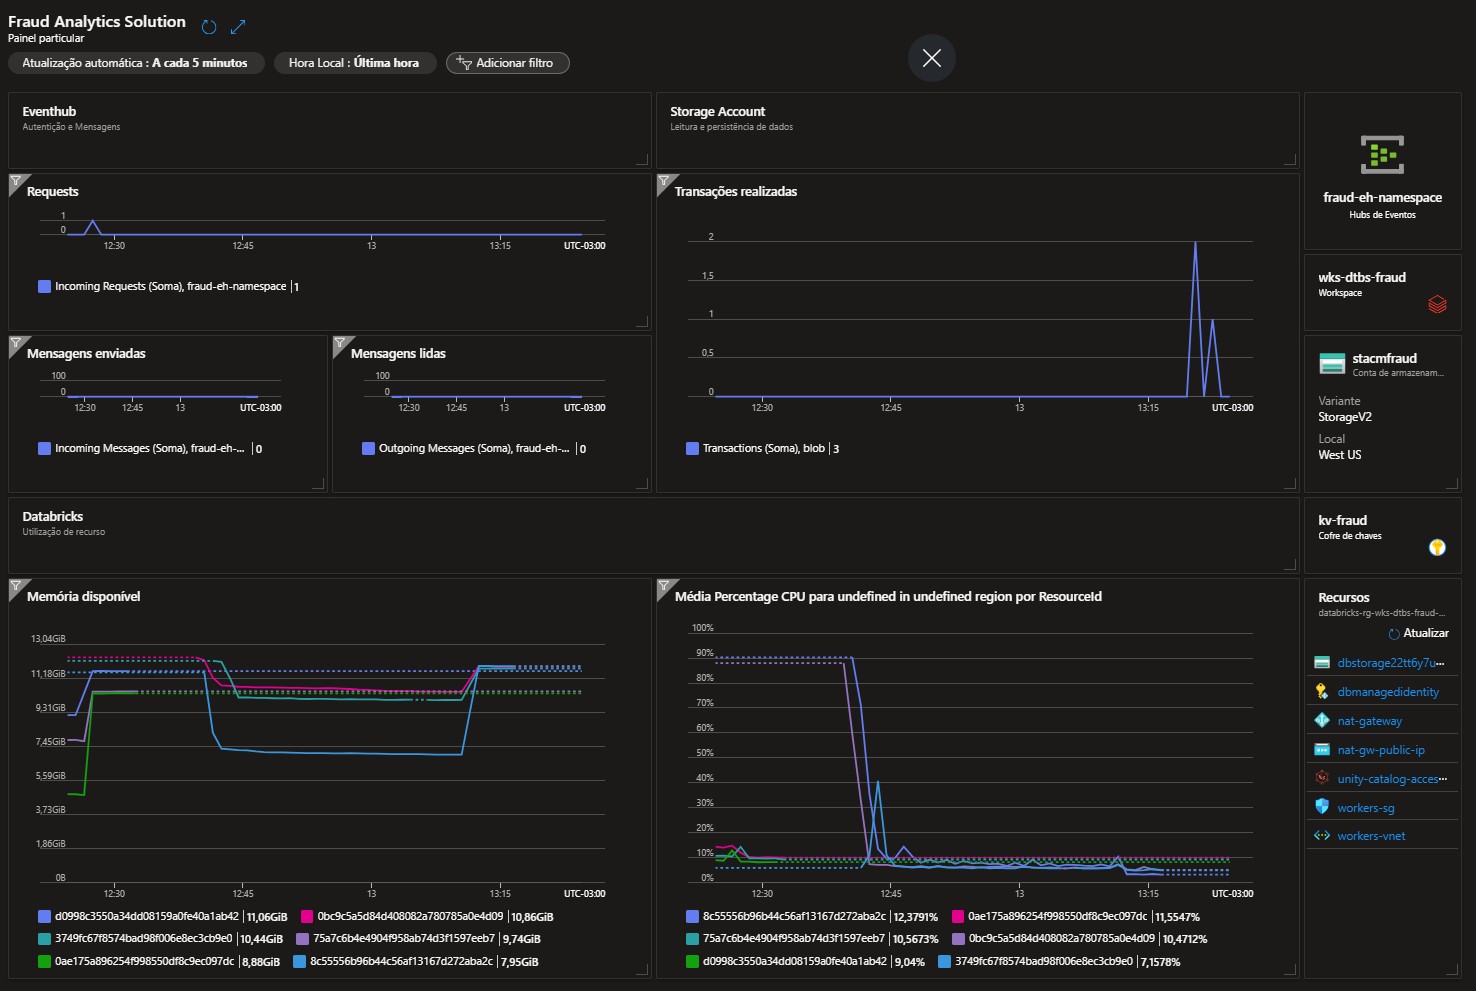 Fraud Analytics Solution
Painel particular
Atualização automática : A cada 5 minutos
Hora Local : Última hora
Adicionar filtro
Eventhub
Autentição e Mensagens
Storage Account
Leitura e persistência de dados
fraud-eh-namespace
Hubs de Eventos
Requests
1
0
12:30 12:45 13 13:15 UTC-03:00
Incoming Requests (Soma), fraud-eh-namespace | 1
Mensagens enviadas
100
0
12:30 12:45 13 UTC-03:00
Incoming Messages (Soma), fraud-eh-... | 0
Mensagens lidas
100
0
12:30 12:45 13 UTC-03:00
Outgoing Messages (Soma), fraud-eh-... | 0
Transações realizadas
2
1,5
1
0,5
0
12:30 12:45 13 13:15 UTC-03:00
Transactions (Soma), blob | 3
wks-dtbs-fraud
Workspace
stacmfraud
Conta de armazenam...
Variante
StorageV2
Local
West US
Databricks
Utilização de recurso
kv-fraud
Cofre de chaves
Memória disponível
13,04GiB
11,18GiB
9,31GiB
7,45GiB
5,59GiB
3,73GiB
1,86GiB
0B
12:30 12:45 13 13:15 UTC-03:00
d0998c3550a34dd08159a0fe40a1ab42 | 11,06GiB 0bc9c5a5d84d408082a780785a0e4d09 | 10,86GiB
3749fc67f8574bad98f006e8ec3cb9e0 | 10,44GiB 75a7c6b4e4904f958ab74d3f1597eeb7 | 9,74GiB
0ae175a896254f998550df8c9ec097dc | 8,88GiB 8c55556b96b44c56af13167d272aba2c | 7,95GiB
Média Percentage CPU para undefined in undefined region por ResourceId
100%
90%
80%
70%
60%
50%
40%
30%
20%
10%
0%
12:30 12:45 13 13:15 UTC-03:00
8c55556b96b44c56af13167d272aba2c | 12,3791% 0ae175a896254f998550df8c9ec097dc | 11,5547%
75a7c6b4e4904f958ab74d3f1597eeb7 | 10,5673% 0bc9c5a5d84d408082a780785a0e4d09 | 10,4712%
d0998c3550a34dd08159a0fe40a1ab42 | 9,04% 3749fc67f8574bad98f006e8ec3cb9e0 | 7,1578%
Recursos
databricks-rg-wks-dtbs-fraud-...
Atualizar
dbstorage22tt6y7u...
dbmanagedidentity
nat-gateway
nat-gw-public-ip
unity-catalog-acces...
workers-sg
workers-vnet